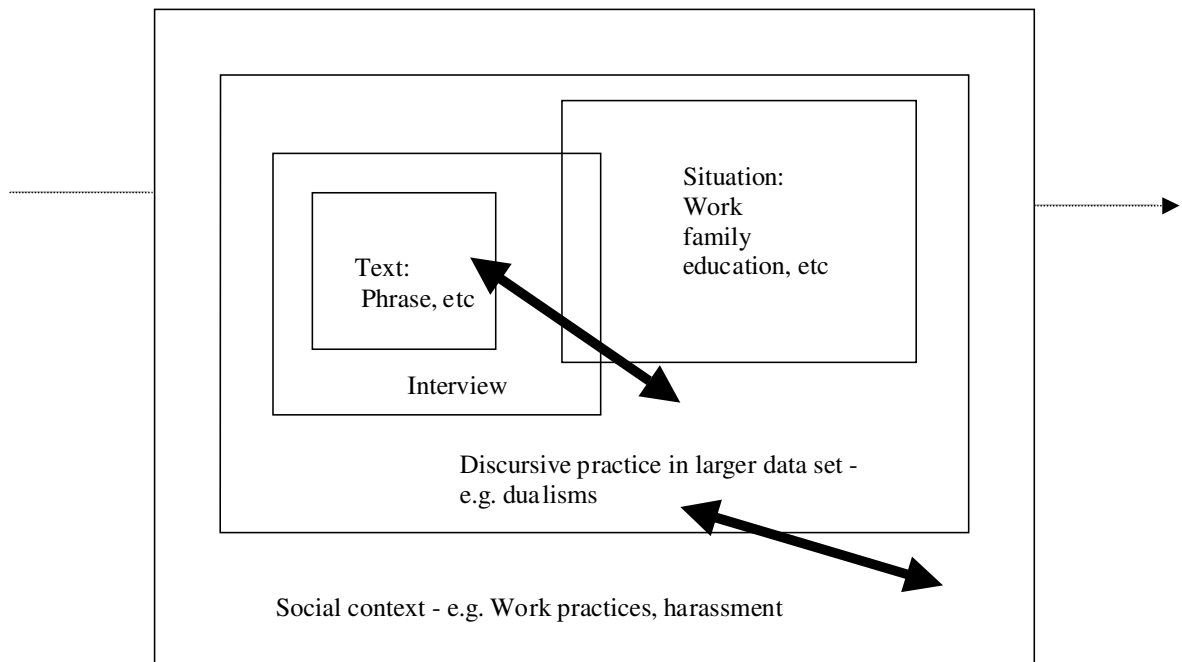 Situation:
Work
family
education, etc
Text:
Phrase, etc
Interview
Discursive practice in larger data set -
e.g. dualisms
Social context - e.g. Work practices, harassment